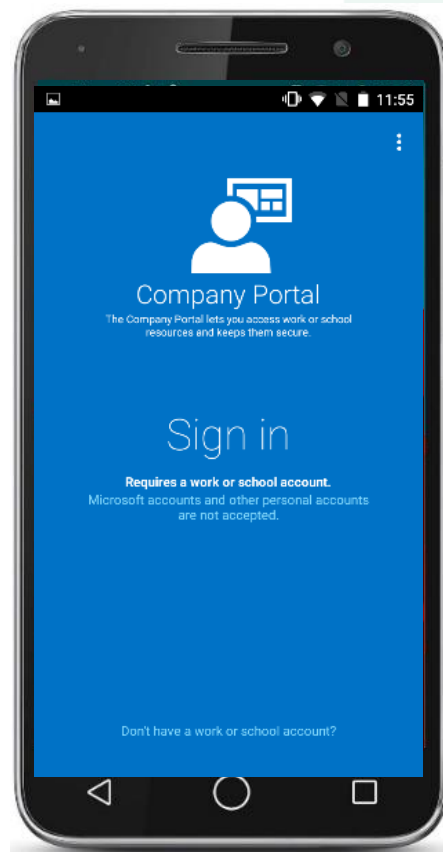 11:55
Company Portal
The Company Portal lets you access work or school
resources and keeps them secure.
Sign in
Requires a work or school account.
Microsoft accounts and other personal accounts
are not accepted.
Don't have a work or school account?